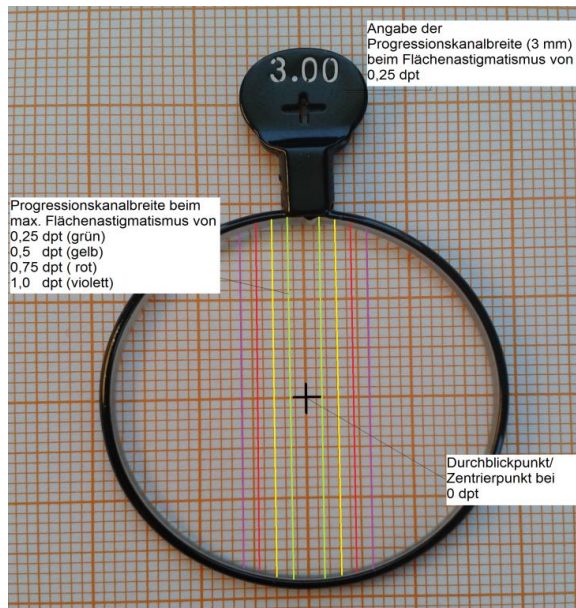 Angabe der
Progressionskanalbreite (3 mm)
beim Flächenastigmatismus von
0,25 dpt
3.00
Progressionskanalbreite beim
max. Flächenastigmatismus von
0,25 dpt (grün)
0,5 dpt (gelb)
0,75 dpt ( rot)
1,0 dpt (violett)
Durchblickpunkt/
Zentrierpunkt bei
0 dpt